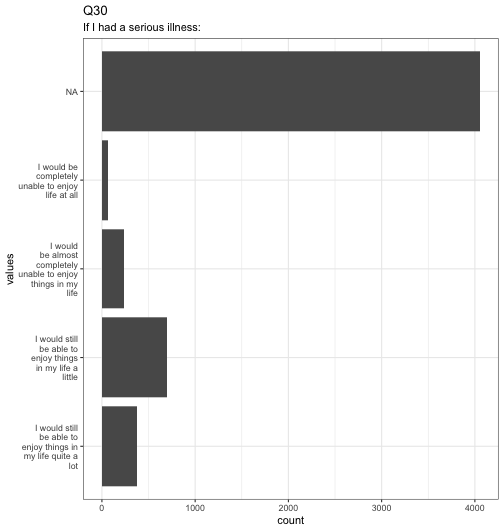 Q30
If I had a serious illness:
NA
I would be
completely
unable to enjoy
life at all
I would
be almost
completely
unable to enjoy
things in my
life
I would still
be able to
enjoy things
in my life a
little
I would still
be able to
enjoy things in
my life quite a
lot
values
0 1000 2000 3000 4000
count